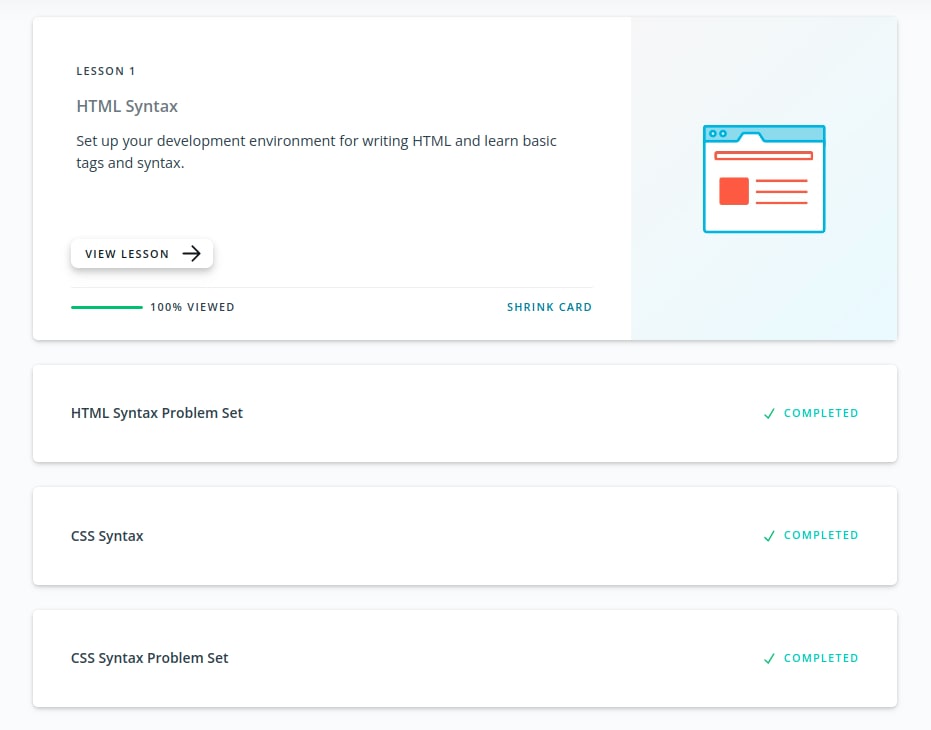 LESSON 1
HTML Syntax
Set up your development environment for writing HTML and learn basic
tags and syntax.
VIEW LESSON
100% VIEWED
SHRINK CARD
HTML Syntax Problem Set
COMPLETED
CSS Syntax
COMPLETED
CSS Syntax Problem Set
COMPLETED